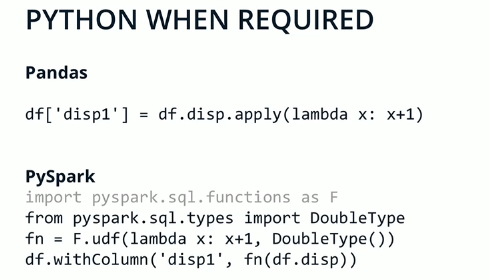 PYTHON WHEN REQUIRED
Pandas
df['disp1'] = df.disp.apply(lambda x: x+1)
PySpark
import pyspark.sql.functions as F
from pyspark.sql.types import DoubleType
fn = F.udf(lambda x: x+1, DoubleType())
df.withColumn('disp1', fn(df.disp))